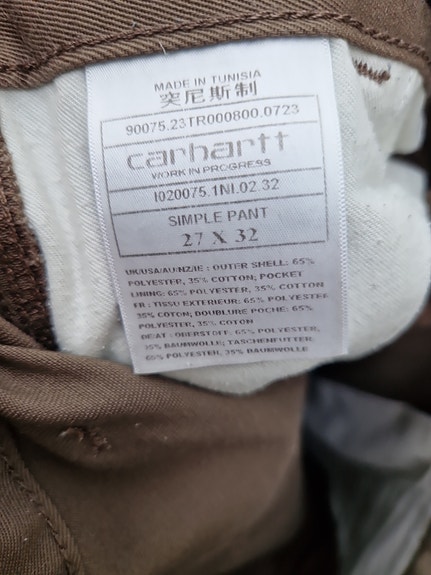 MADE IN TUNISIA
突尼斯制
90075.23TR000800.0723
carhartt
WORK IN PROGRESS
I020075.1NI.02.32
SIMPLE PANT
27 X 32
UK/USA/AU/NZ/IE : OUTER SHELL: 65%
POLYESTER, 35% COTTON; POCKET
LINING: 65% POLYESTER, 35% COTTON
FR : TISSU EXTERIEUR: 65% POLYESTER
35% COTON; DOUBLURE POCHE: 65%
POLYESTER, 35% COTON
DE/AT : OBERSTOFF: 65% POLYESTER,
35% BAUMWOLLE; TASCHENFUTTER
65% POLYESTER, 35% BAUMWOLLE